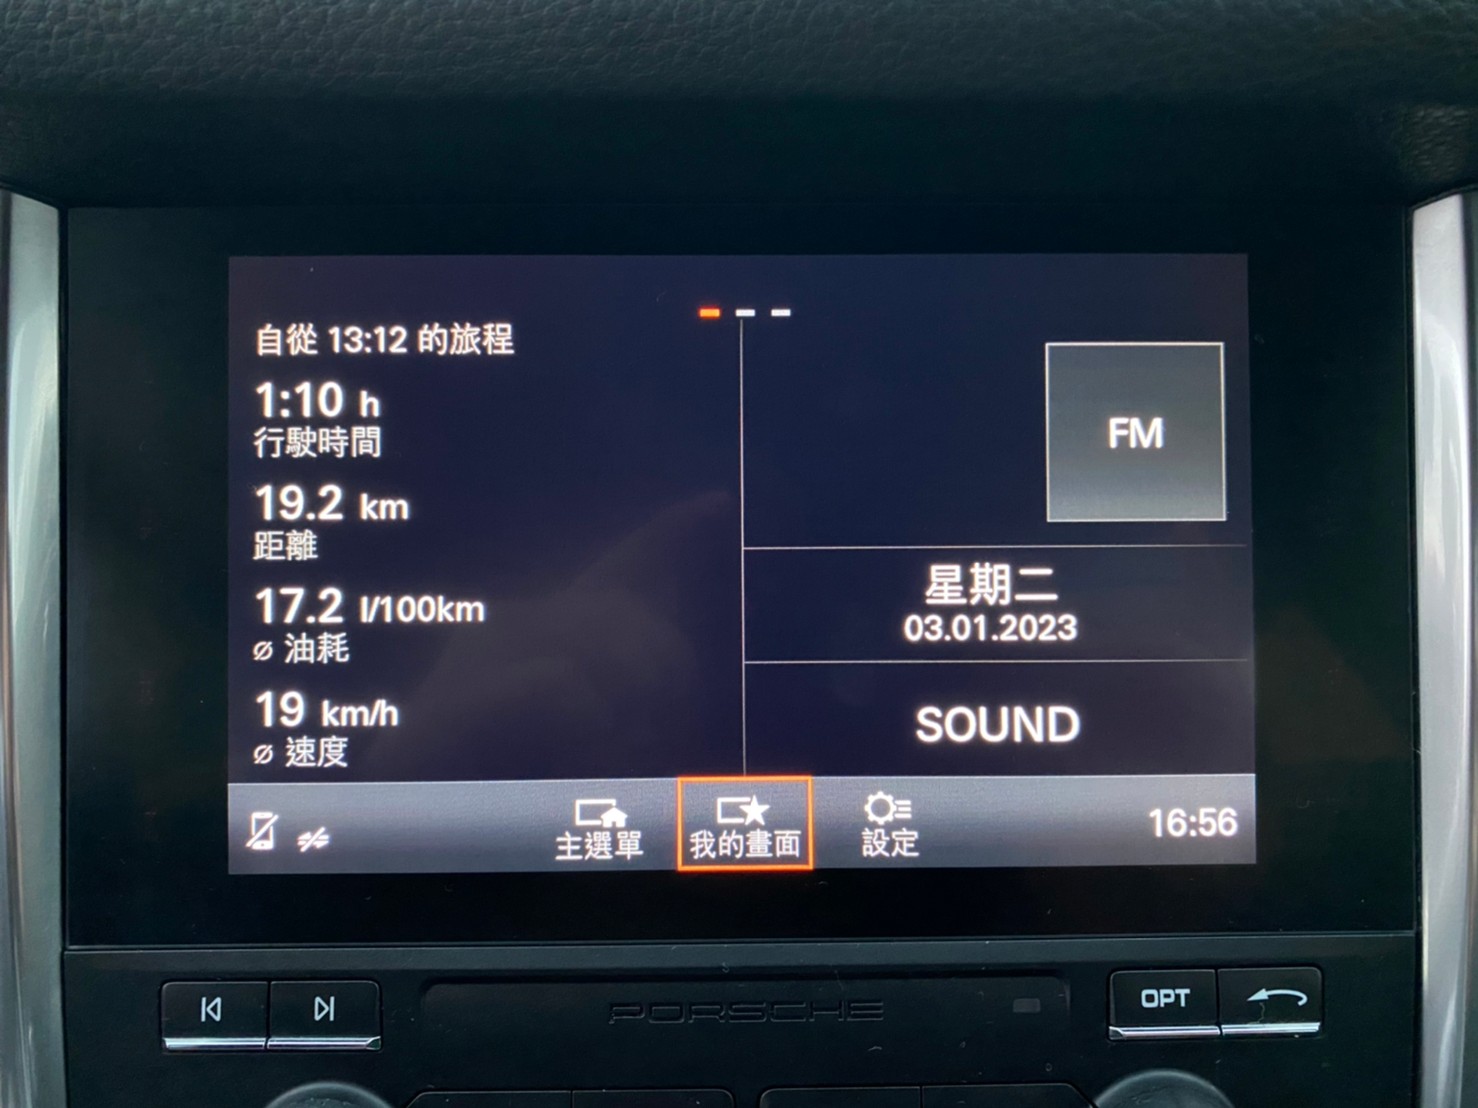 自從 13:12 的旅程
1:10 h
行駛時間
19.2 km
距離
17.2 l/100km
ø 油耗
19 km/h
ø 速度
FM
星期二
03.01.2023
SOUND
主選單
我的畫面
設定
16:56
PORSCHE
OPT